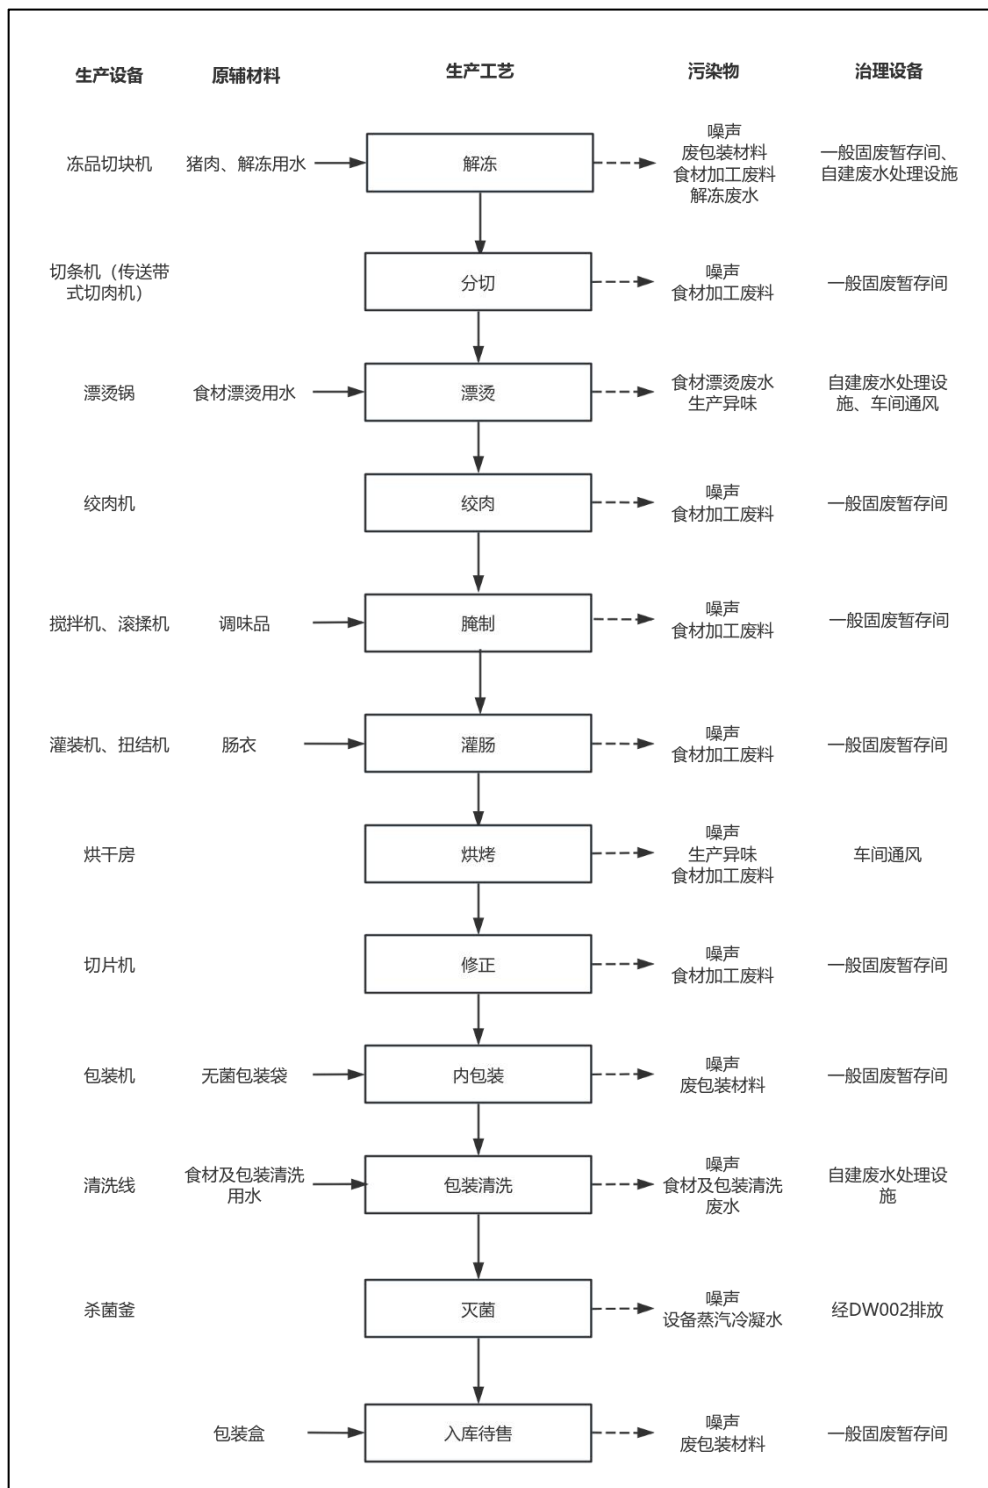 生产设备 原辅材料 生产工艺 污染物 治理设备
冻品切块机 猪肉、解冻用水 解冻
噪声
废包装材料
食材加工废料
解冻废水
一般固废暂存间、
自建废水处理设施
切条机（传送带
式切肉机）
分切
噪声
食材加工废料
一般固废暂存间
漂烫锅 食材漂烫用水 漂烫
食材漂烫废水
生产异味
自建废水处理设
施、车间通风
绞肉机 绞肉
噪声
食材加工废料
一般固废暂存间
搅拌机、滚揉机 调味品 腌制
噪声
食材加工废料
一般固废暂存间
灌装机、扭结机 肠衣 灌肠
噪声
食材加工废料
一般固废暂存间
烘干房 烘烤
噪声
生产异味
食材加工废料
车间通风
切片机 修正
噪声
食材加工废料
一般固废暂存间
包装机 无菌包装袋 内包装
噪声
废包装材料
一般固废暂存间
清洗线
食材及包装清洗
用水
包装清洗
噪声
食材及包装清洗
废水
自建废水处理设
施
杀菌釜 灭菌
噪声
设备蒸汽冷凝水
经DW002排放
包装盒 入库待售
噪声
废包装材料
一般固废暂存间